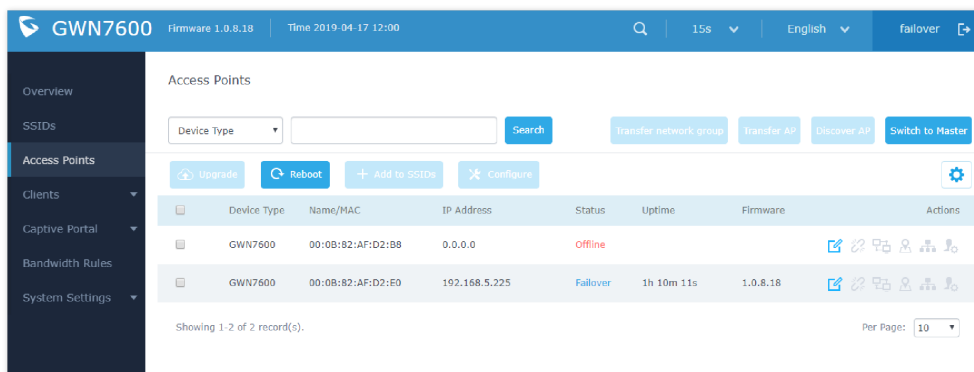 GWN7600 Firmware 1.0.8.18 Time 2019-04-17 12:00 15s English failover
Overview
SSIDs
Access Points
Clients
Captive Portal
Bandwidth Rules
System Settings
Access Points
Device Type Search Transfer network group Transfer AP Discover AP Switch to Master
Upgrade Reboot Add to SSIDs Configure
Device Type Name/MAC IP Address Status Uptime Firmware Actions
GWN7600 00:0B:82:AF:D2:B8 0.0.0.0 Offline
GWN7600 00:0B:82:AF:D2:E0 192.168.5.225 Failover 1h 10m 11s 1.0.8.18
Showing 1-2 of 2 record(s). Per Page: 10